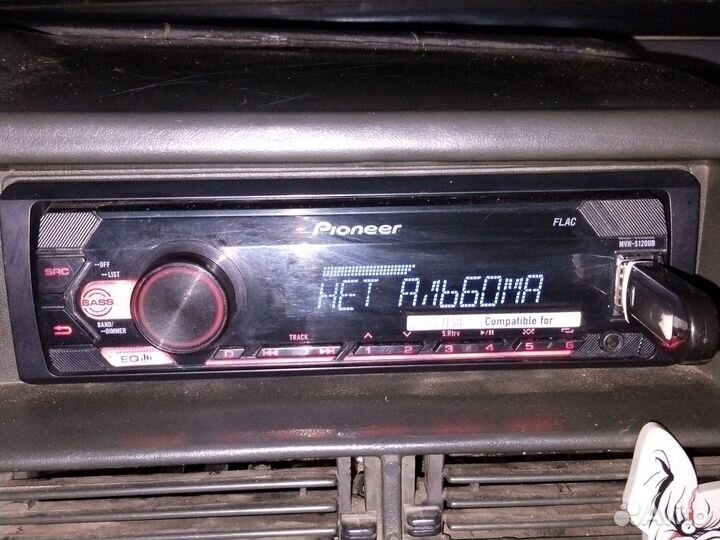 Pioneer
FLAC
MVH-S120UB
OFF
SRC
LIST
BASS
НЕТ АЛЬБОМА
BAND/
DIMMER
Compatible for
TRACK
S.Rtrv
EQ
D
1 2 3 4 5 6
Avito